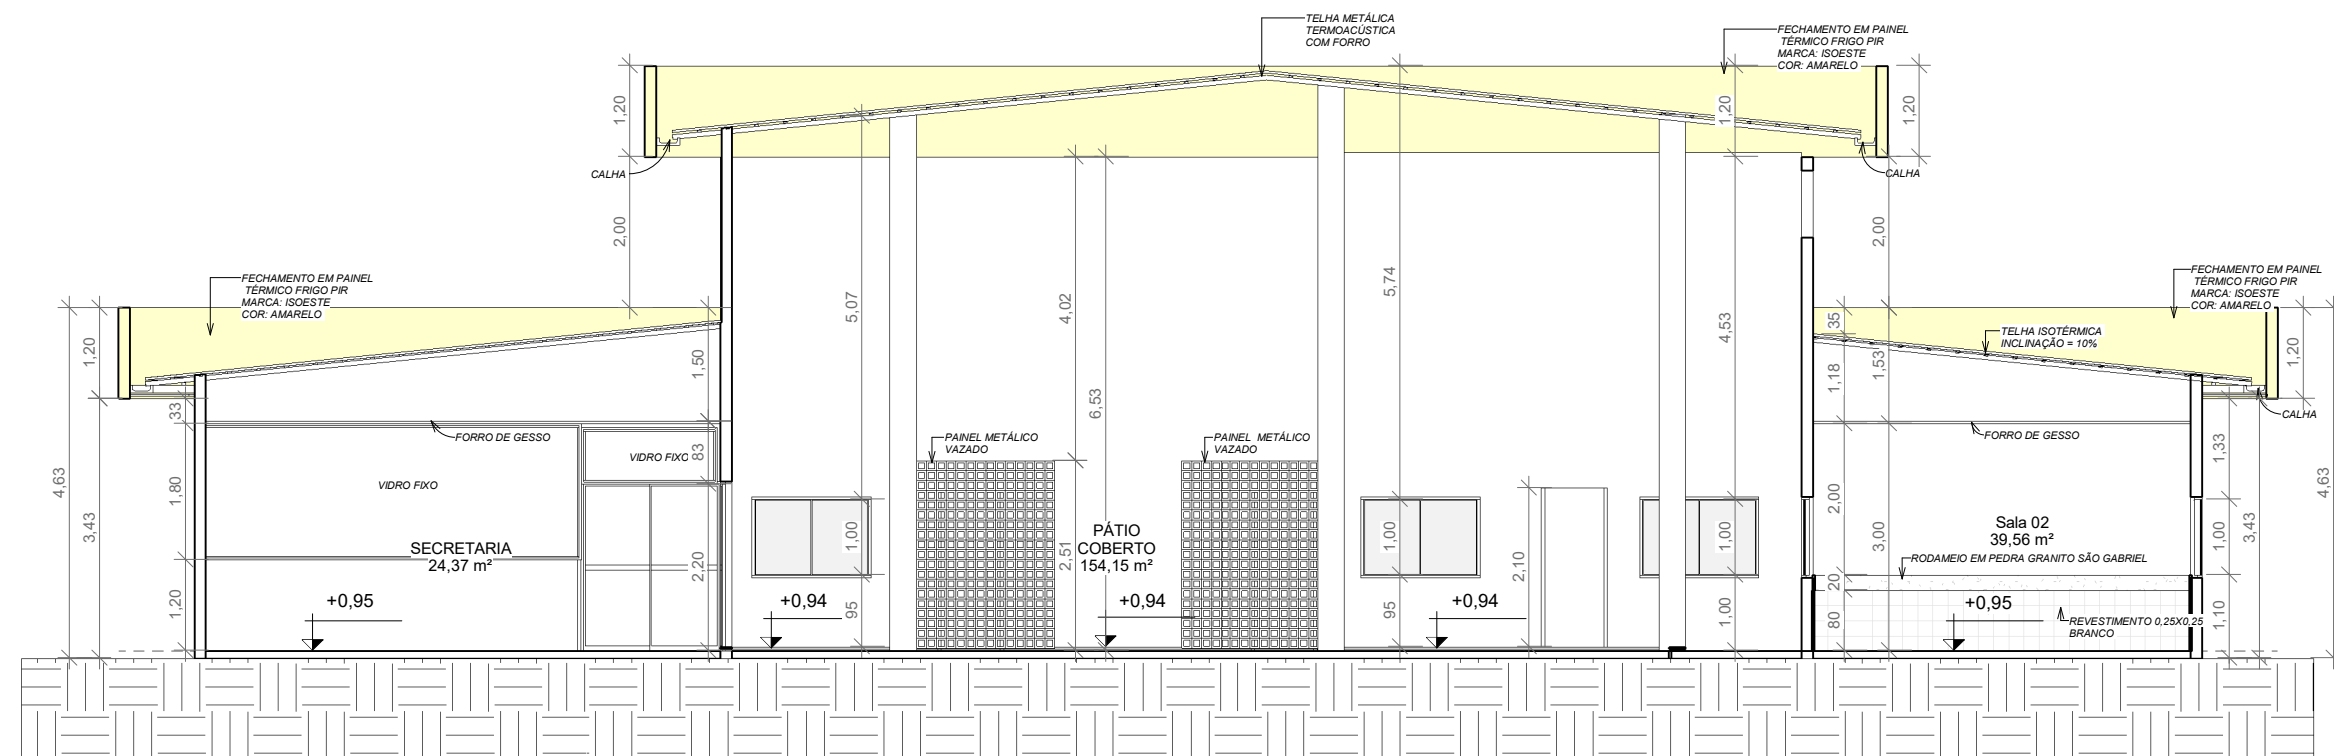 TELHA METÁLICA
TERMOACÚSTICA
COM FORRO
FECHAMENTO EM PAINEL
TÉRMICO FRIGO PIR
MARCA: ISOESTE
COR: AMARELO
1,20
1,20
1,20
CALHA
CALHA
2,00
2,00
5,07
4,02
6,53
5,74
4,53
FECHAMENTO EM PAINEL
TÉRMICO FRIGO PIR
MARCA: ISOESTE
COR: AMARELO
FECHAMENTO EM PAINEL
TÉRMICO FRIGO PIR
MARCA: ISOESTE
COR: AMARELO
TELHA ISOTÉRMICA
INCLINAÇÃO = 10%
1,20
1,50
35
1,18
1,53
1,20
CALHA
33
FORRO DE GESSO
FORRO DE GESSO
VIDRO FIXO
83
VIDRO FIXO
PAINEL METÁLICO
VAZADO
PAINEL METÁLICO
VAZADO
4,63
3,43
1,80
1,20
2,20
1,00
95
2,51
1,00
95
2,10
1,00
1,00
2,00
3,00
20
80
1,33
1,00
1,10
3,43
4,63
SECRETARIA
24,37 m²
PÁTIO
COBERTO
154,15 m²
Sala 02
39,56 m²
RODAMEIO EM PEDRA GRANITO SÃO GABRIEL
+0,95
+0,94
+0,94
+0,94
+0,95
REVESTIMENTO 0,25X0,25
BRANCO